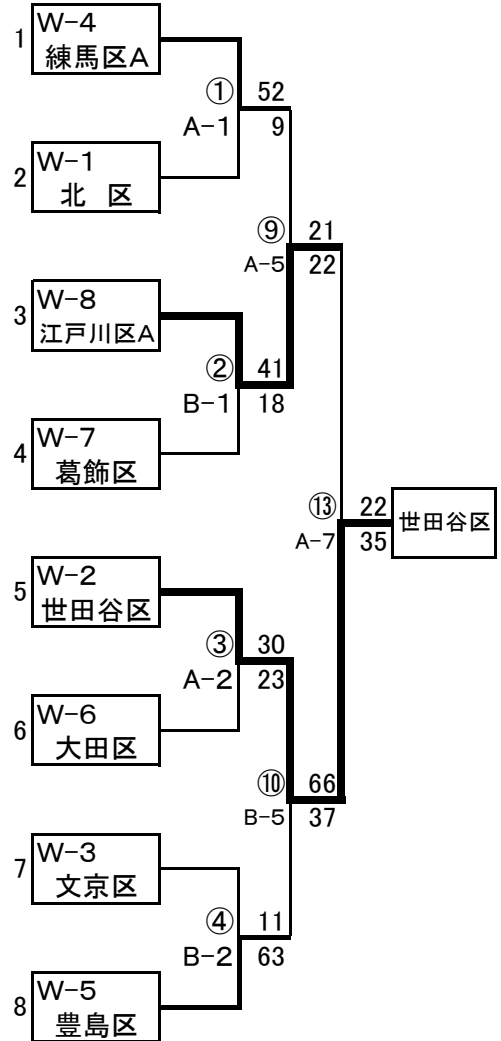 1
W-4
練馬区A
① 52
A-1 9
2
W-1
北 区
⑨ 21
A-5 22
3
W-8
江戸川区A
② 41
B-1 18
4
W-7
葛飾区
⑬ 22
A-7 35
世田谷区
5
W-2
世田谷区
③ 30
A-2 23
6
W-6
大田区
⑩ 66
B-5 37
7
W-3
文京区
④ 11
B-2 63
8
W-5
豊島区